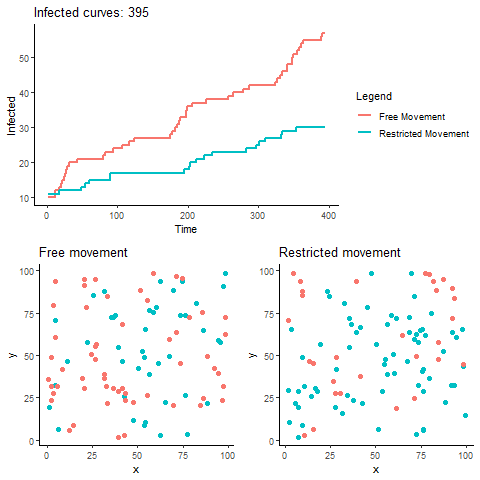 Infected curves: 395
50
40
30
20
10
Infected
0 100 200 300 400
Time
Legend
Free Movement
Restricted Movement
Free movement
100
75
50
25
0
y
0 25 50 75 100
x
Restricted movement
100
75
50
25
0
y
0 25 50 75 100
x